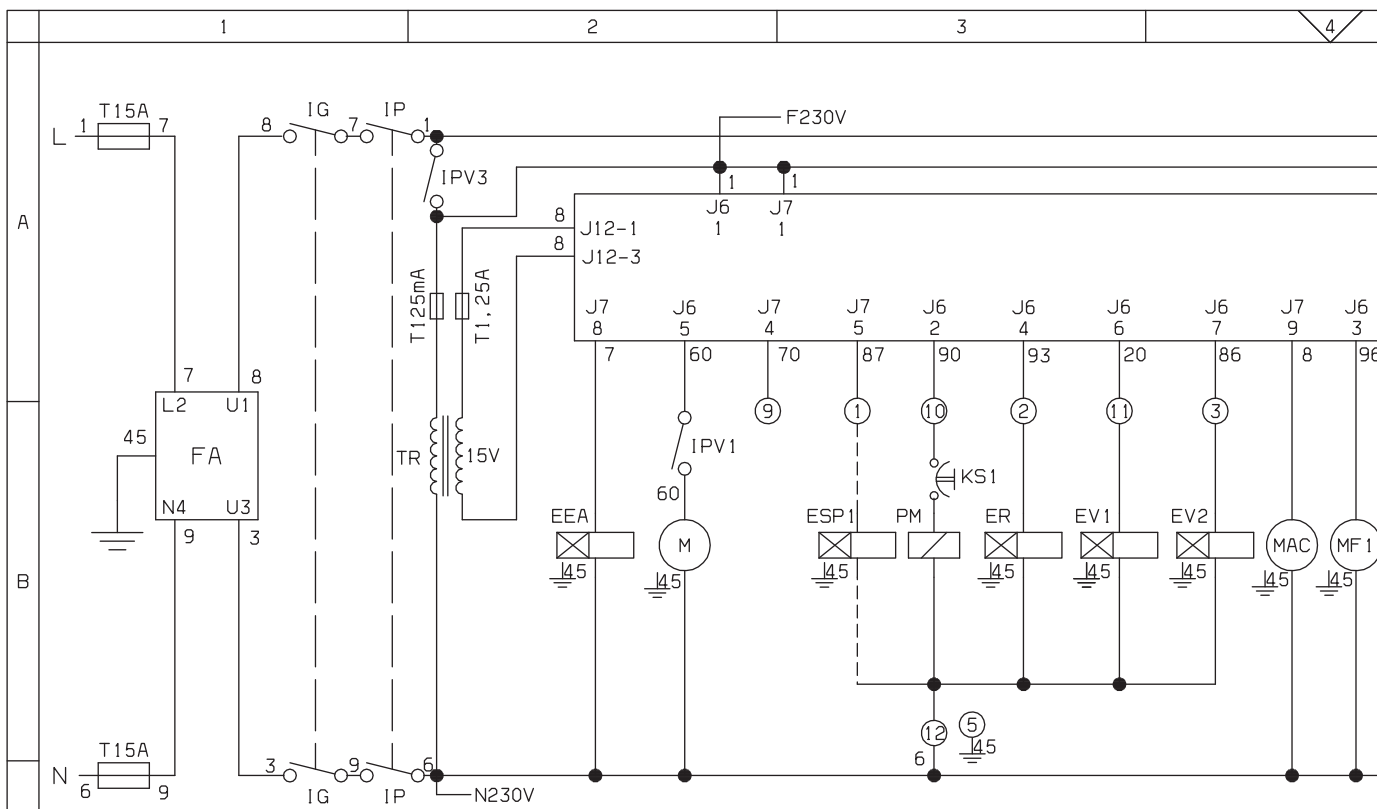 1 2 3 4
T15A IG IP F230V
L 1 7 8 7 1
IPV3 1 1
A J6 J7
8 J12-1 1 1
8 J12-3
T125mA T1,25A
J7 J6 J7 J7 J6 J6 J6 J6 J7 J6
8 5 4 5 2 4 6 7 9 3
7 60 70 87 90 93 20 86 8 96
7 8
L2 U1 9 1 10 2 11 3
45 FA TR 15V IPV1 KS1
N4 U3 60
9 3 EEA ESP1 PM ER EV1 EV2
M MAC MF1
B 45 45 45 45 45 45 45 45
12 5
45
T15A 6
N 6 9 3 9 6
IG IP N230V